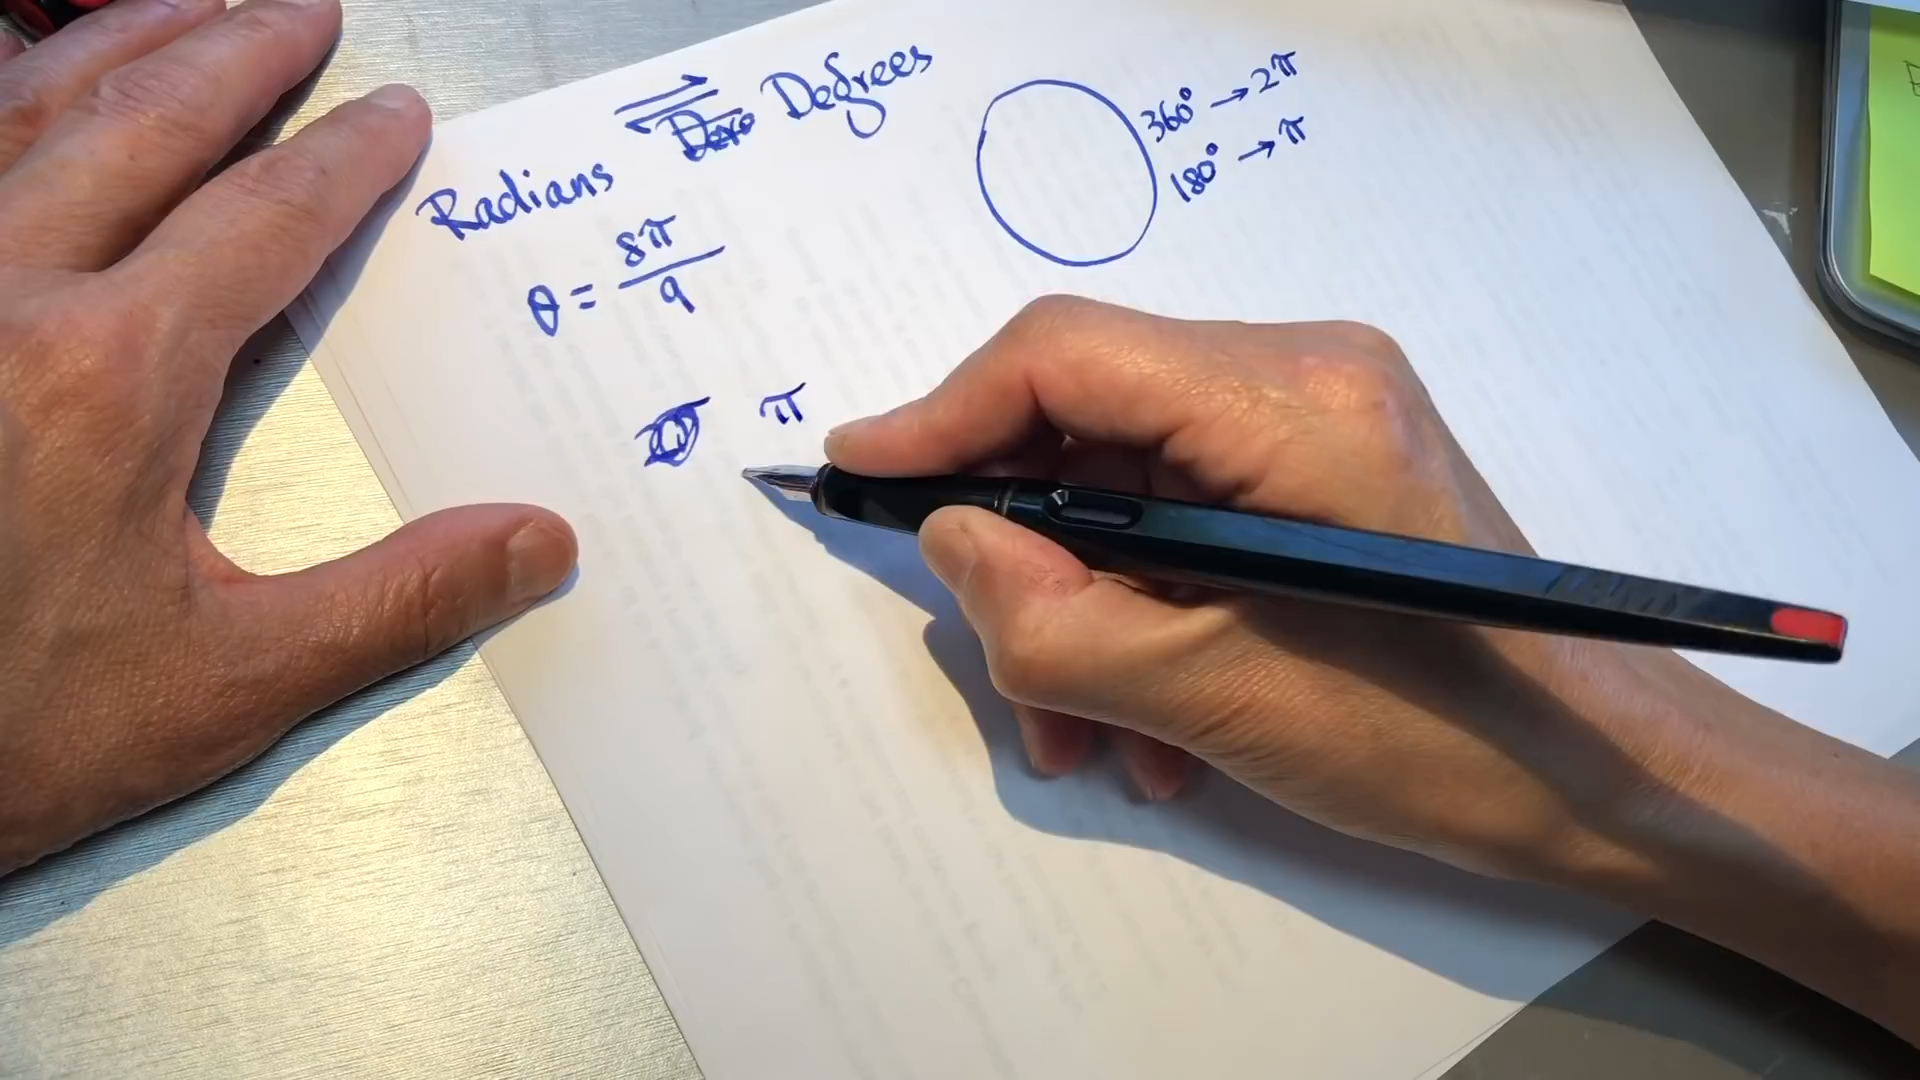 Radians ⇌ Degrees
360° → 2π
180° → π
θ = 8π/9
π